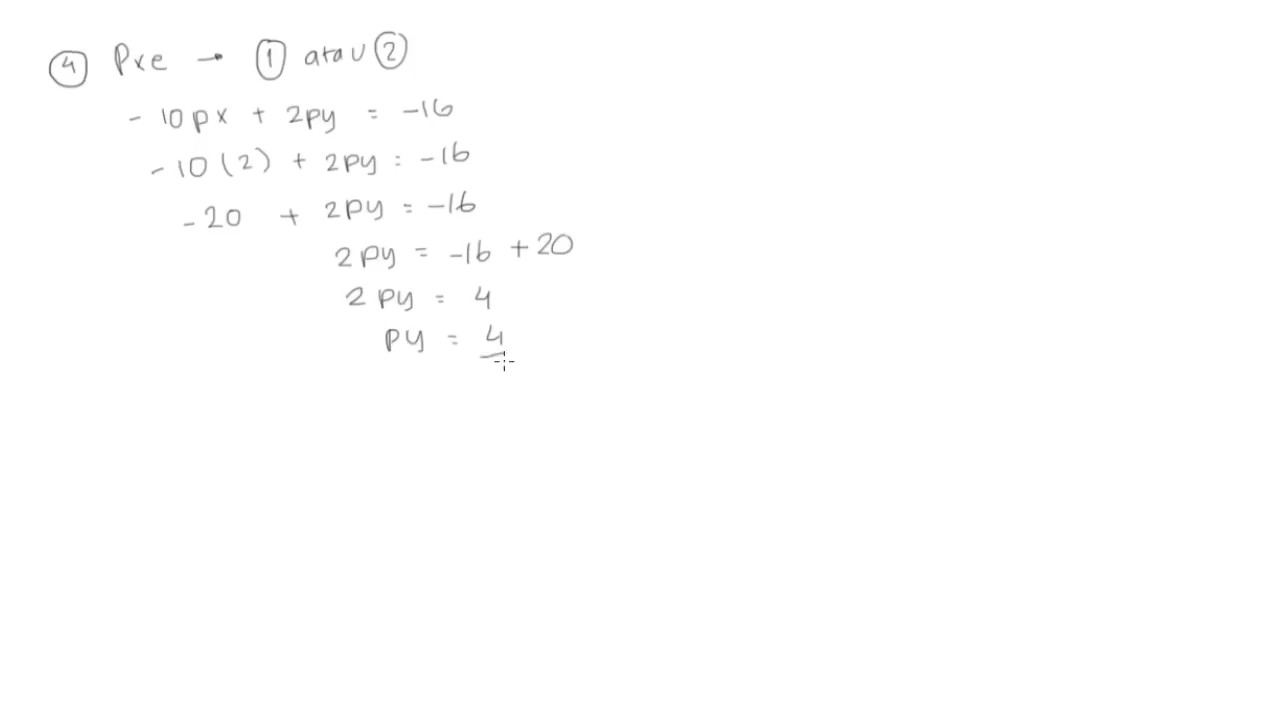 ④ Pxe → ① atau ②
- 10px + 2py = -16
- 10(2) + 2py = -16
- 20 + 2py = -16
2py = -16 + 20
2py = 4
py = 4